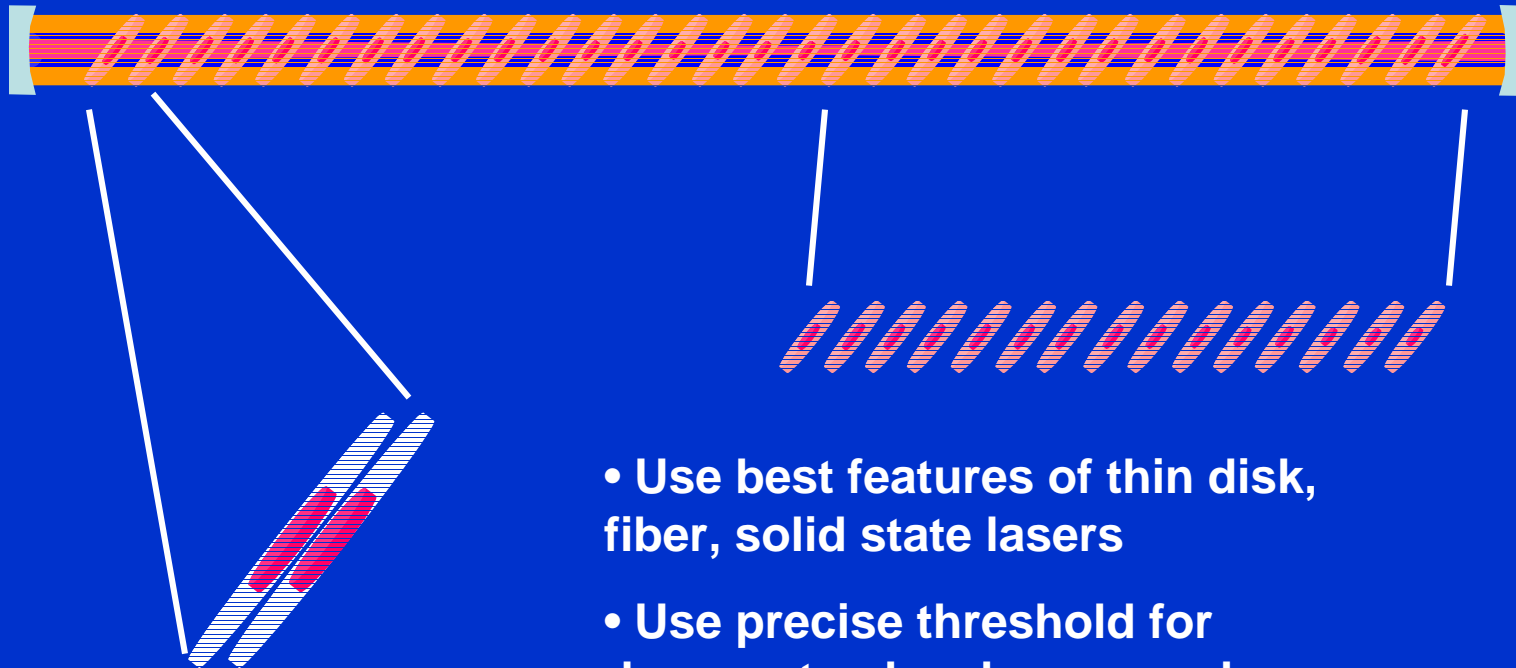 • Use best features of thin disk,
fiber, solid state lasers
• Use precise threshold for